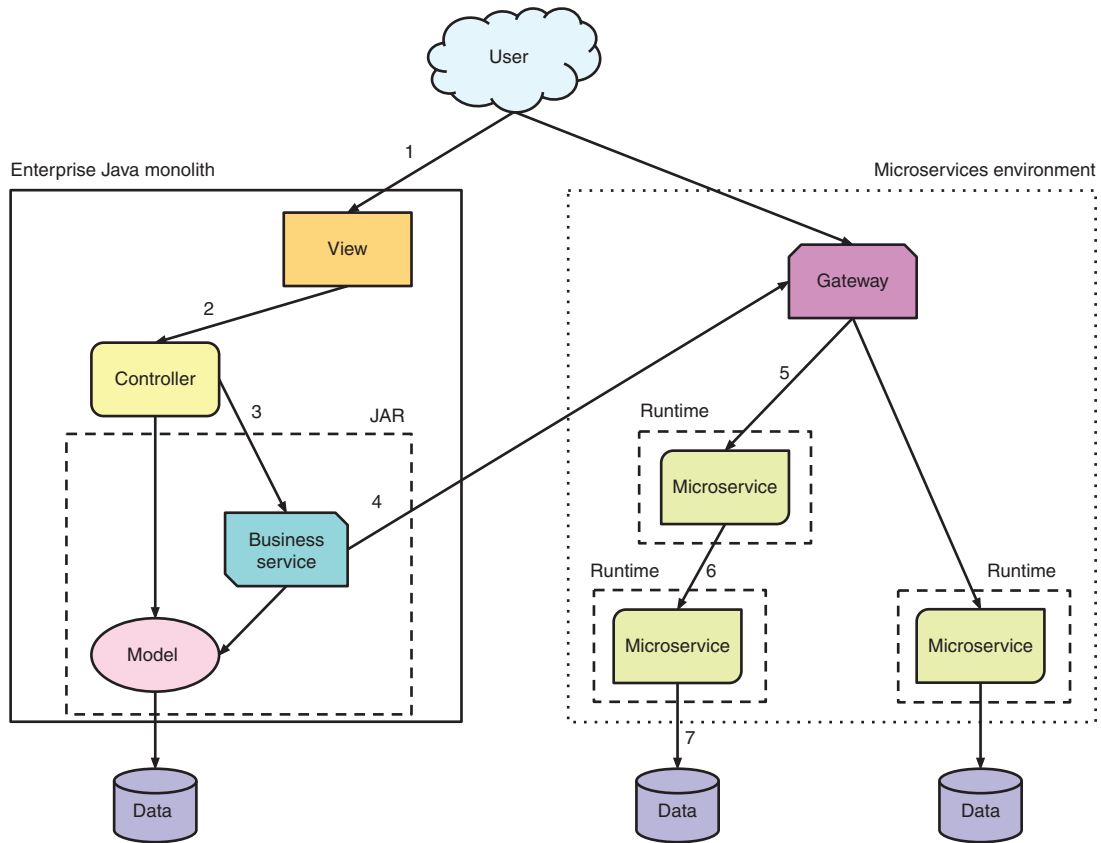 User
1
Enterprise Java monolith
Microservices environment
View
Gateway
2
Controller
5
3
JAR
Runtime
4
Microservice
Business
service
6
Runtime
Runtime
Model
Microservice
Microservice
7
Data
Data
Data